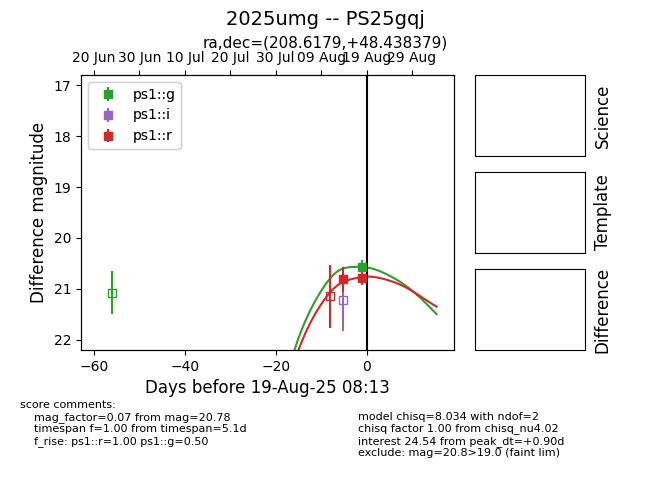 2025umg -- PS25gqj
ra,dec=(208.6179,+48.438379)
20 Jun 30 Jun 10 Jul 20 Jul 30 Jul 09 Aug 19 Aug 29 Aug
17
18
19
20
21
22
Difference magnitude
ps1::g
ps1::i
ps1::r
−60 −40 −20 0
Days before 19-Aug-25 08:13
Science
Template
Difference
score comments:
mag_factor=0.07 from mag=20.78
timespan f=1.00 from timespan=5.1d
f_rise: ps1::r=1.00 ps1::g=0.50
model chisq=8.034 with ndof=2
chisq factor 1.00 from chisq_nu4.02
interest 24.54 from peak_dt=+0.90d
exclude: mag=20.8>19.0 (faint lim)